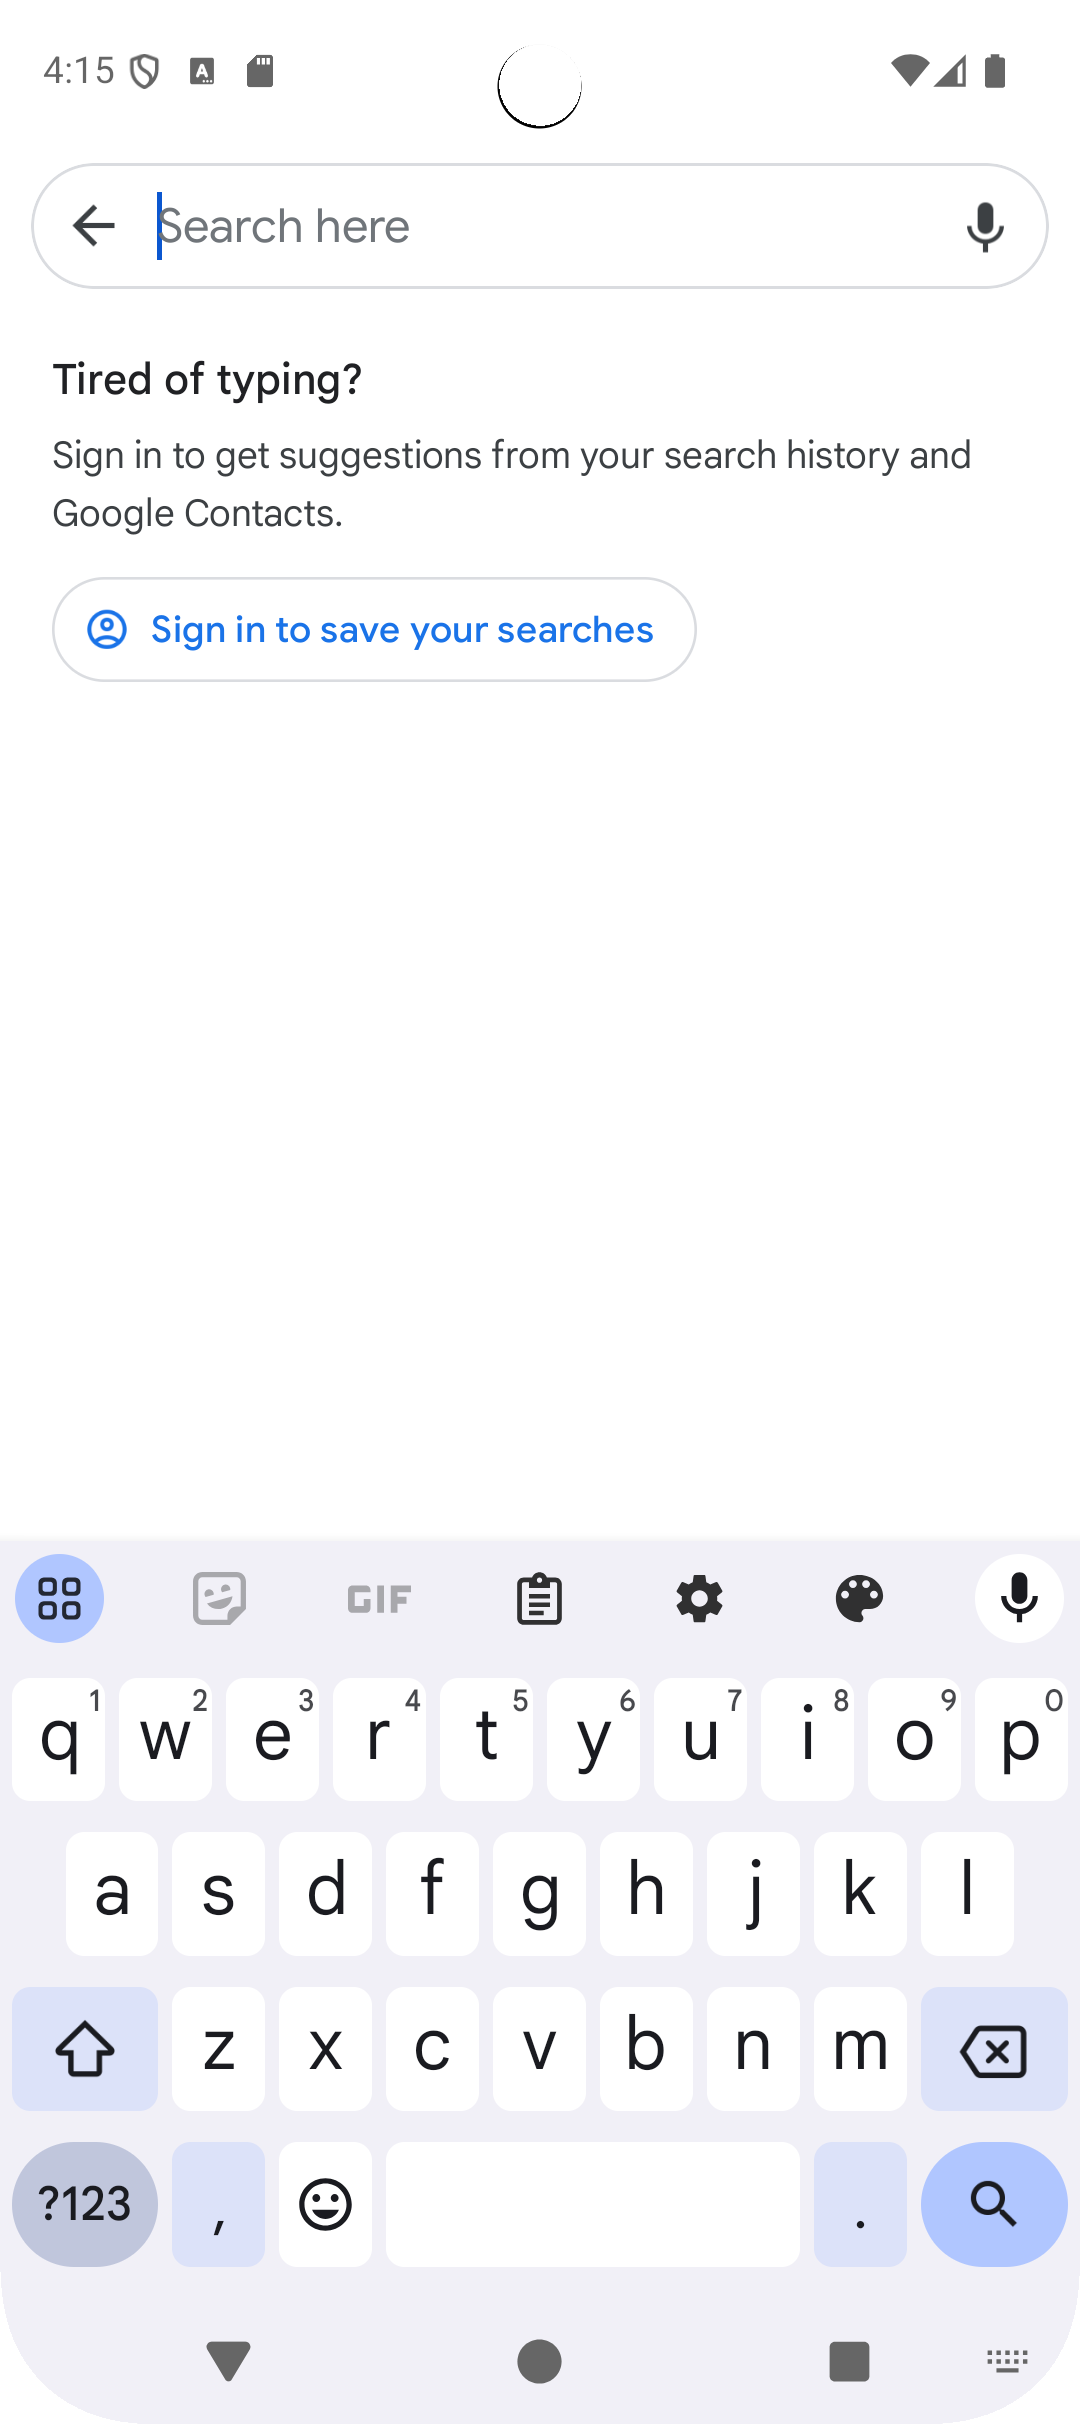 4:15
Search here
Tired of typing?
Sign in to get suggestions from your search history and
Google Contacts.
Sign in to save your searches
GIF
q 1 w 2 e 3 r 4 t 5 y 6 u 7 i 8 o 9 p 0
a s d f g h j k l
z x c v b n m
?123 , .